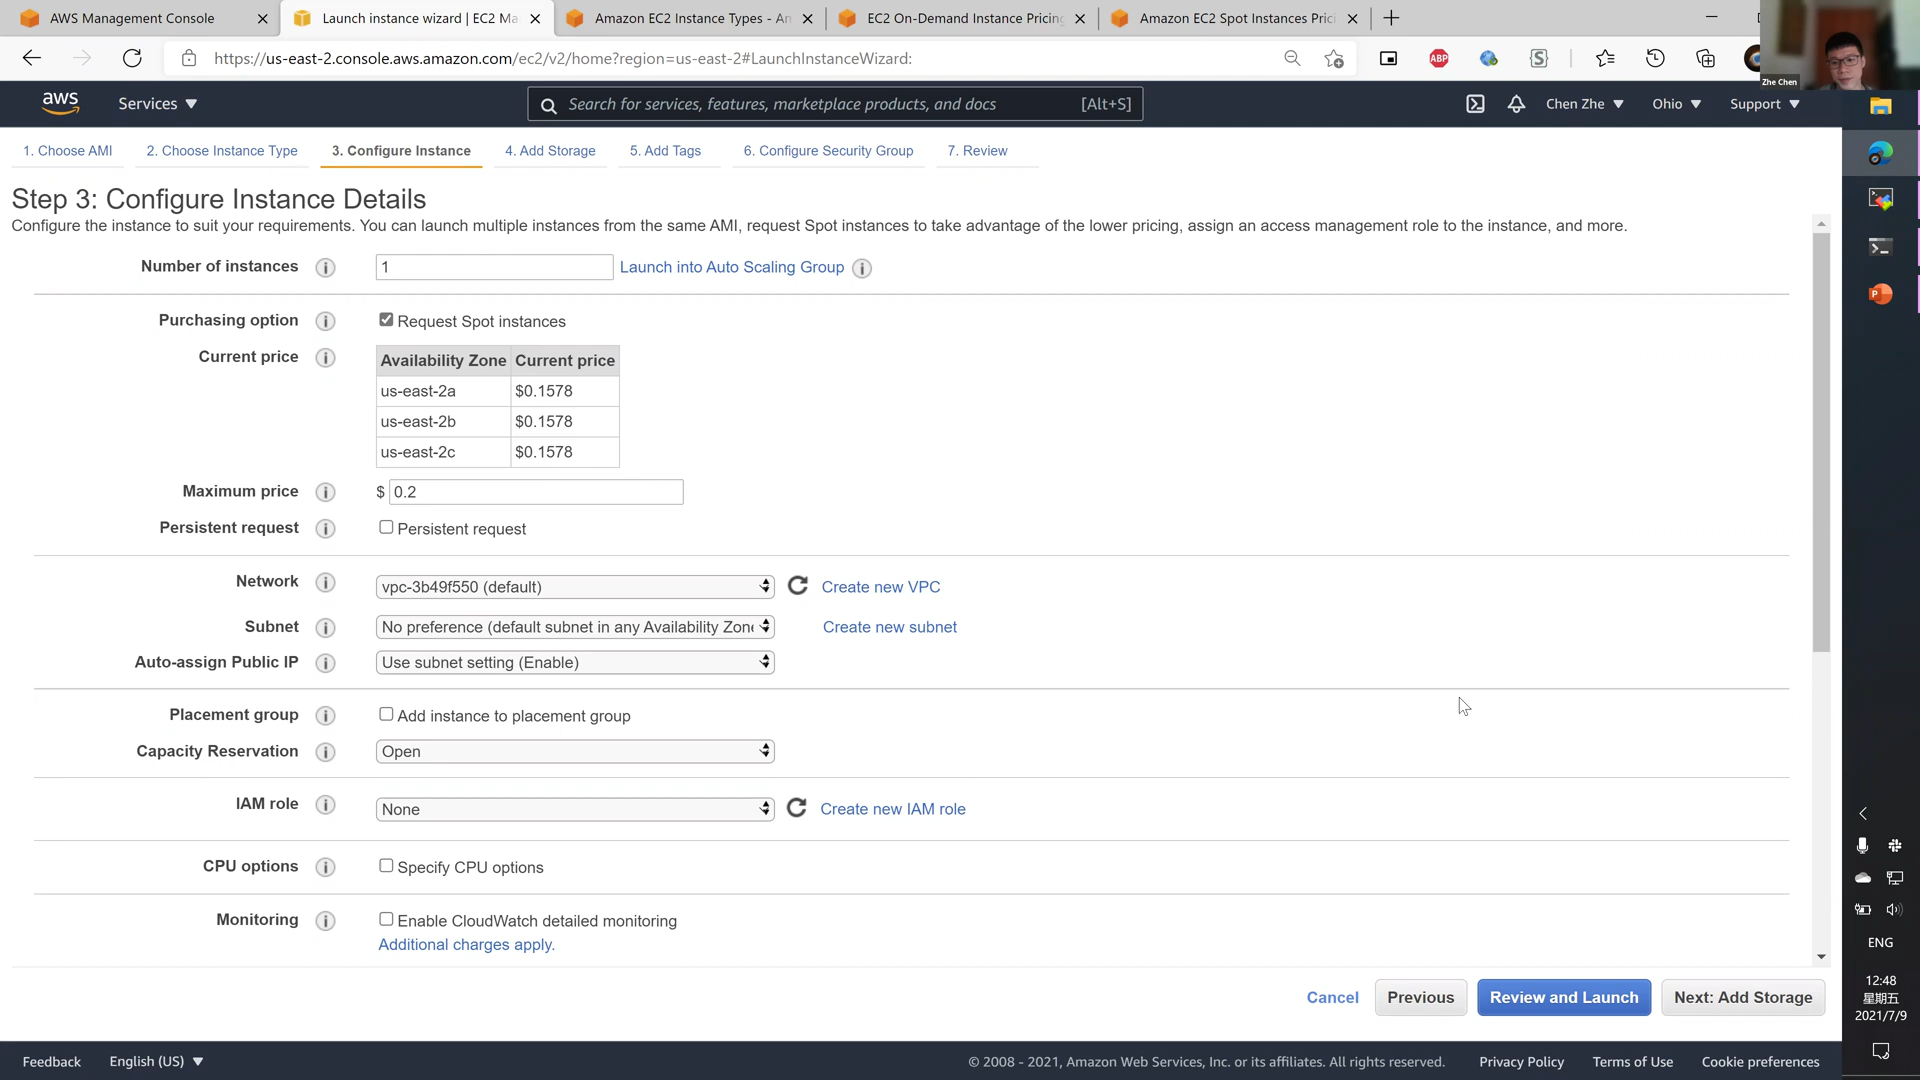 AWS Management Console
Launch instance wizard | EC2 Ma
Amazon EC2 Instance Types - An
EC2 On-Demand Instance Pricing
Amazon EC2 Spot Instances Prici
https://us-east-2.console.aws.amazon.com/ec2/v2/home?region=us-east-2#LaunchInstanceWizard:
ABP
Zhe Chen
aws
Services
Search for services, features, marketplace products, and docs
[Alt+S]
Chen Zhe
Ohio
Support
1. Choose AMI
2. Choose Instance Type
3. Configure Instance
4. Add Storage
5. Add Tags
6. Configure Security Group
7. Review
Step 3: Configure Instance Details
Configure the instance to suit your requirements. You can launch multiple instances from the same AMI, request Spot instances to take advantage of the lower pricing, assign an access management role to the instance, and more.
Number of instances
1
Launch into Auto Scaling Group
Purchasing option
Request Spot instances
Current price
Availability Zone Current price
us-east-2a $0.1578
us-east-2b $0.1578
us-east-2c $0.1578
Maximum price
$ 0.2
Persistent request
Persistent request
Network
vpc-3b49f550 (default)
Create new VPC
Subnet
No preference (default subnet in any Availability Zone
Create new subnet
Auto-assign Public IP
Use subnet setting (Enable)
Placement group
Add instance to placement group
Capacity Reservation
Open
IAM role
None
Create new IAM role
CPU options
Specify CPU options
Monitoring
Enable CloudWatch detailed monitoring
Additional charges apply.
Cancel
Previous
Review and Launch
Next: Add Storage
ENG
12:48
星期五
2021/7/9
Feedback
English (US)
© 2008 - 2021, Amazon Web Services, Inc. or its affiliates. All rights reserved.
Privacy Policy
Terms of Use
Cookie preferences